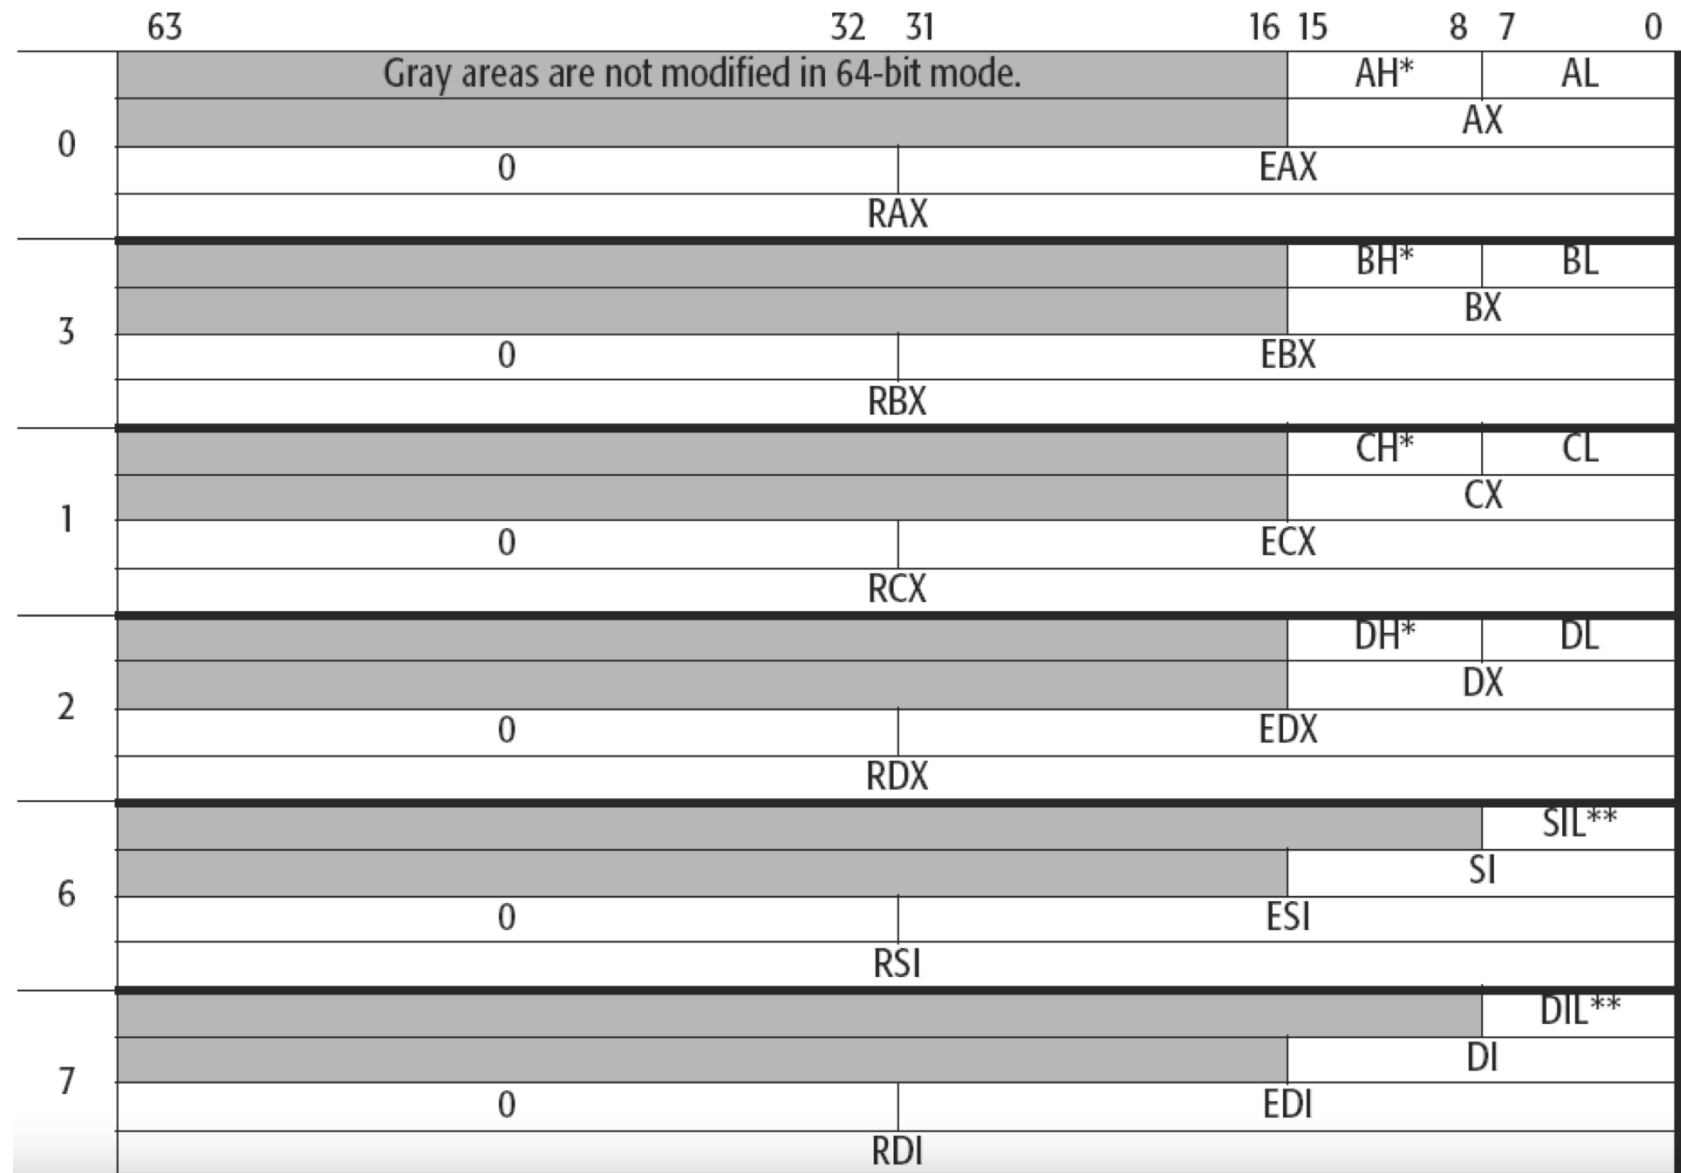 63 32 31 16 15 8 7 0
Gray areas are not modified in 64-bit mode. AH* AL
AX
0
0 EAX
RAX
BH* BL
BX
3
0 EBX
RBX
CH* CL
CX
1
0 ECX
RCX
DH* DL
DX
2
0 EDX
RDX
SIL**
SI
6
0 ESI
RSI
DIL**
DI
7
0 EDI
RDI